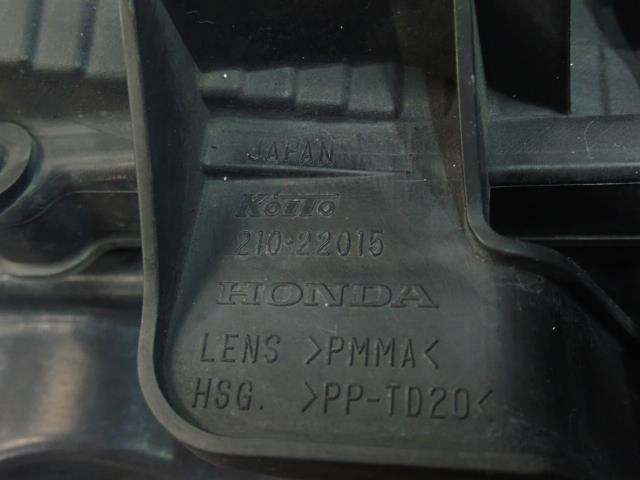 JAPAN
KOITO
210-22015
HONDA
LENS >PMMA<
HSG. >PP-TD20<